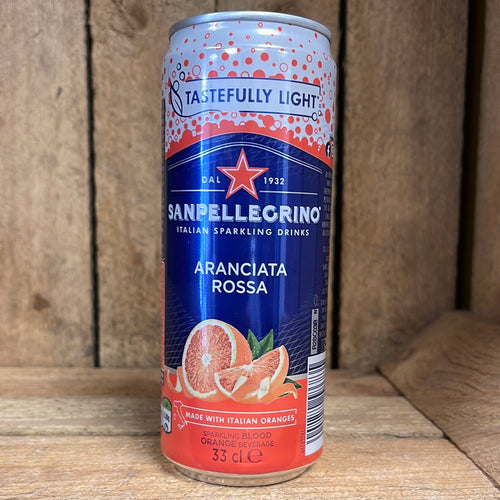 TASTEFULLY LIGHT*
DAL 1932
SANPELLEGRINO®
ITALIAN SPARKLING DRINKS
ARANCIATA
ROSSA
MADE WITH ITALIAN ORANGES
SPARKLING BLOOD
ORANGE BEVERAGE
33 cl ℮